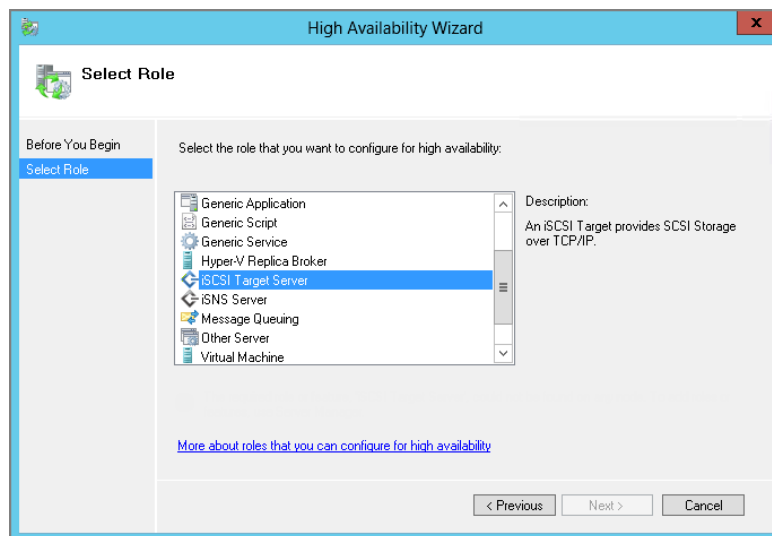 High Availability Wizard
x
Select Role
Before You Begin
Select Role
Select the role that you want to configure for high availability:
Generic Application
Generic Script
Generic Service
Hyper-V Replica Broker
iSCSI Target Server
iSNS Server
Message Queuing
Other Server
Virtual Machine
Description:
An iSCSI Target provides SCSI Storage
over TCP/IP.
More about roles that you can configure for high availability
< Previous
Next >
Cancel